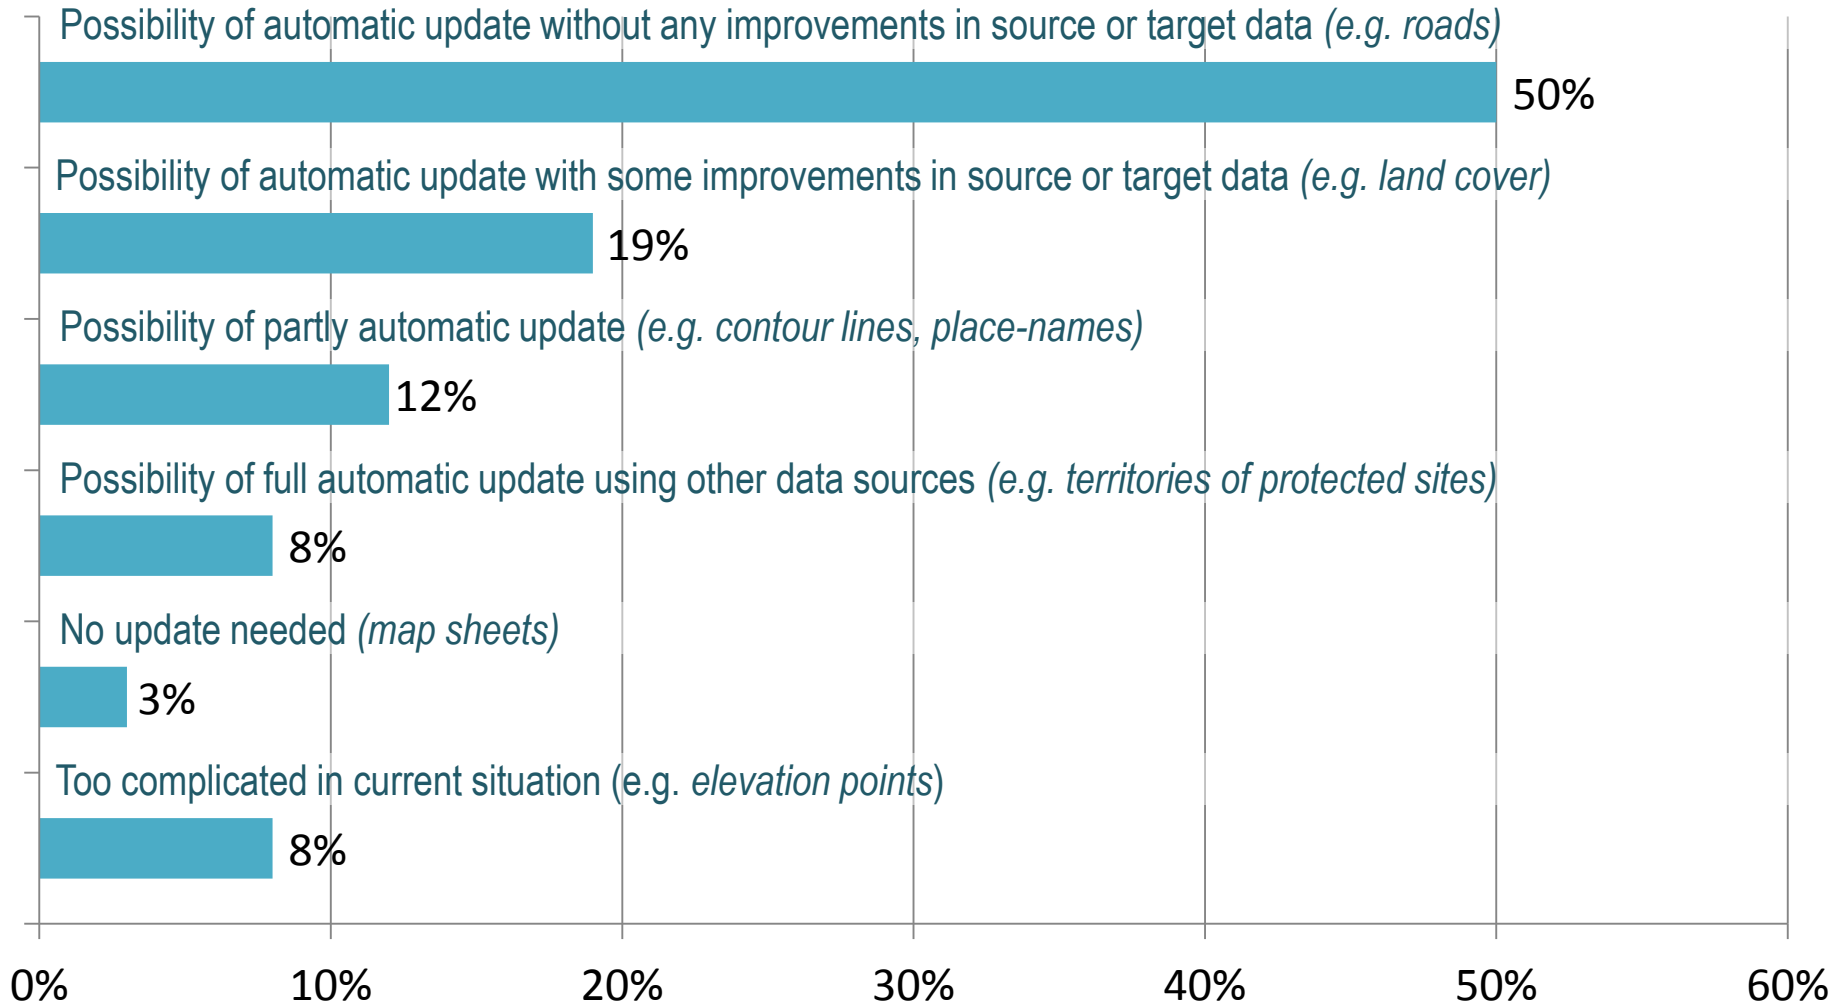 Possibility of automatic update without any improvements in source or target data (e.g. roads)
50%
Possibility of automatic update with some improvements in source or target data (e.g. land cover)
19%
Possibility of partly automatic update (e.g. contour lines, place-names)
12%
Possibility of full automatic update using other data sources (e.g. territories of protected sites)
8%
No update needed (map sheets)
3%
Too complicated in current situation (e.g. elevation points)
8%
0% 10% 20% 30% 40% 50% 60%